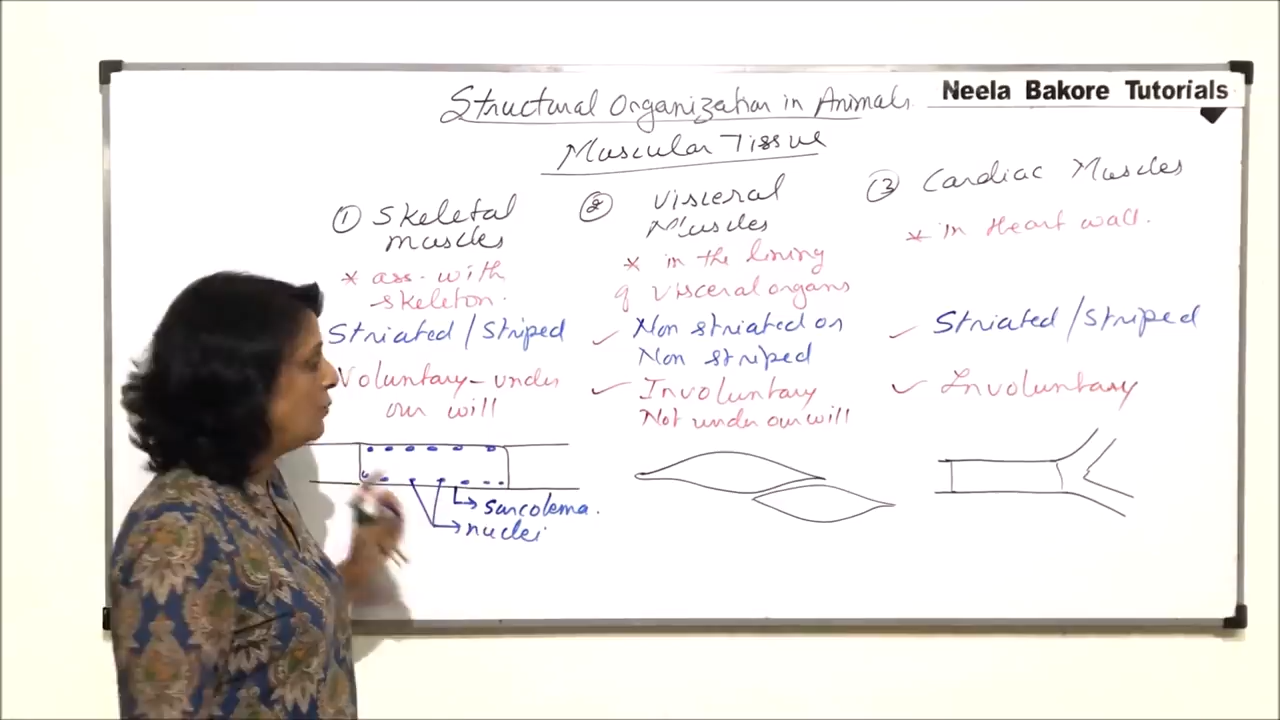 Structural Organization in Animals
Neela Bakore Tutorials
Muscular Tissue
① Skeletal
muscles
* ass. with
skeleton.
Striated / Striped
Voluntary - under
our will
sarcolema.
nuclei
② Visceral
Muscles
* in the lining
of visceral organs
✓ Non striated or
Non striped
✓ Involuntary
Not under our will
③ Cardiac Muscles
* in Heart wall.
✓ Striated / Striped
✓ Involuntary